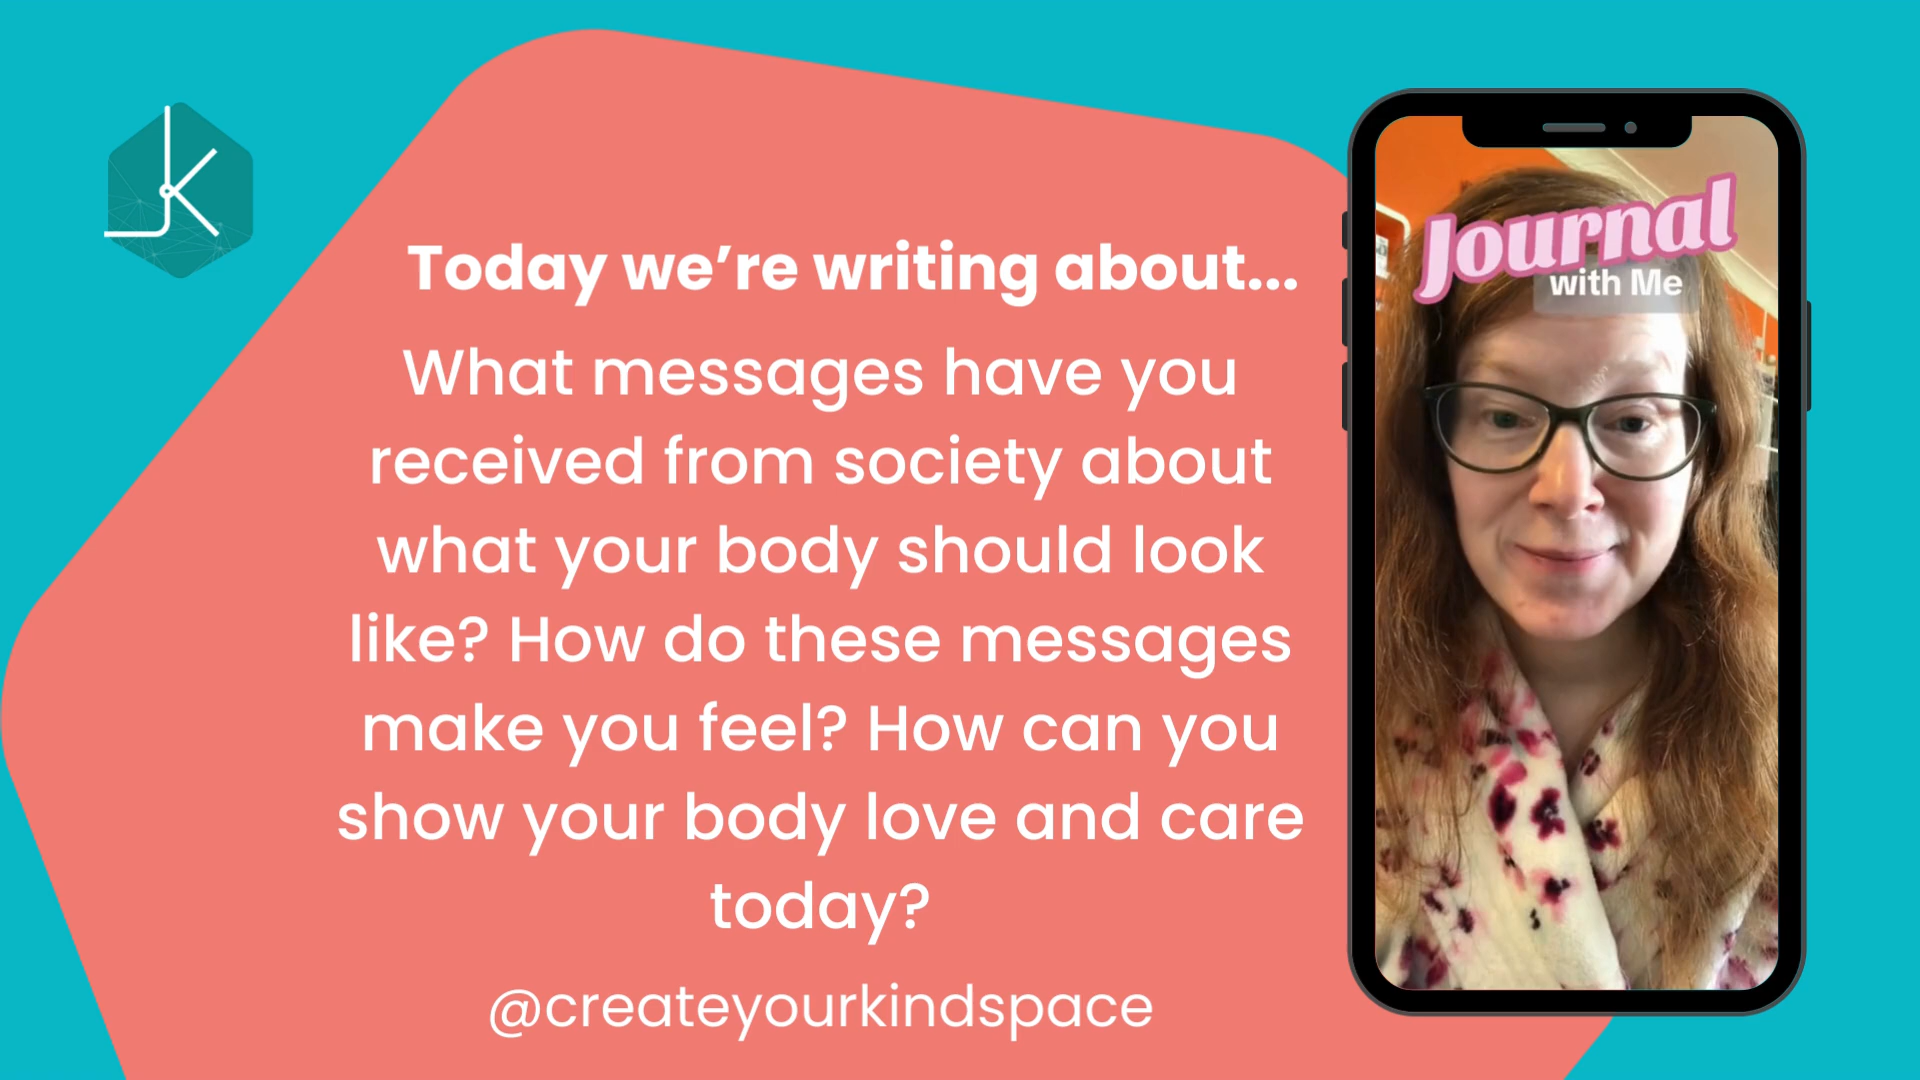 JK
Today we’re writing about...
What messages have you
received from society about
what your body should look
like? How do these messages
make you feel? How can you
show your body love and care
today?
@createyourkindspace
Journal
with Me